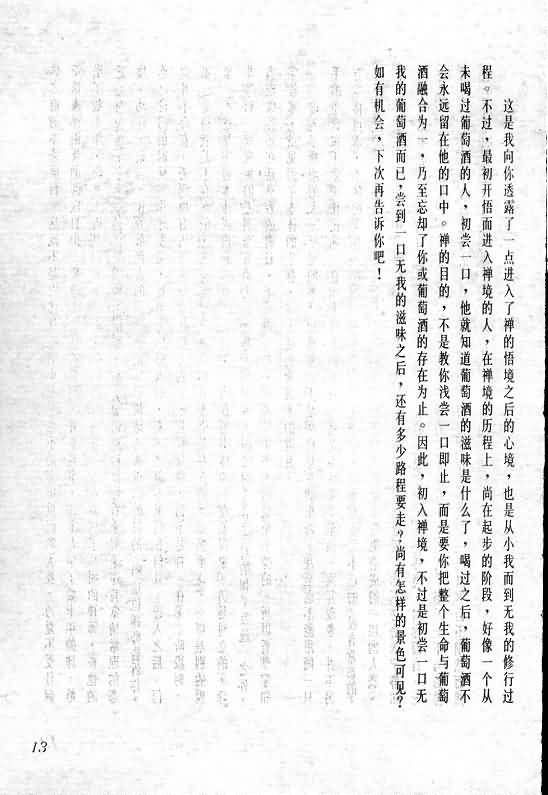 这是我向你透露了一点进入了禅的悟境之后的心境，也是从小我而到无我的修行过
程。不过，最初开悟而进入禅境的人，在禅境的历程上，尚在起步的阶段，好像一个从
未喝过葡萄酒的人，初尝一口，他就知道葡萄酒的滋味是什么了，喝过之后，葡萄酒不
会永远留在他的口中。禅的目的，不是教你浅尝一口即止，而是要你把整个生命与葡萄
酒融合为一，乃至忘却了你或葡萄酒的存在为止。因此，初入禅境，不过是初尝一口无
我的葡萄酒而已，尝到一口无我的滋味之后，还有多少路程要走？尚有怎样的景色可见？
如有机会，下次再告诉你吧！
13